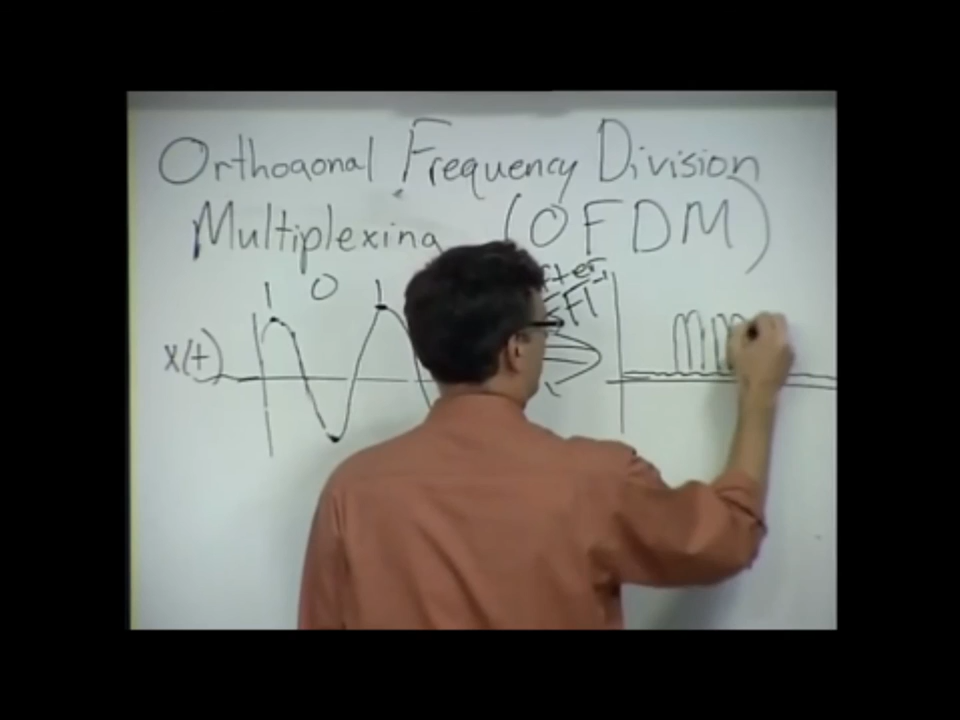 Orthogonal Frequency Division
Multiplexing (OFDM)
1 0 1
x(t)